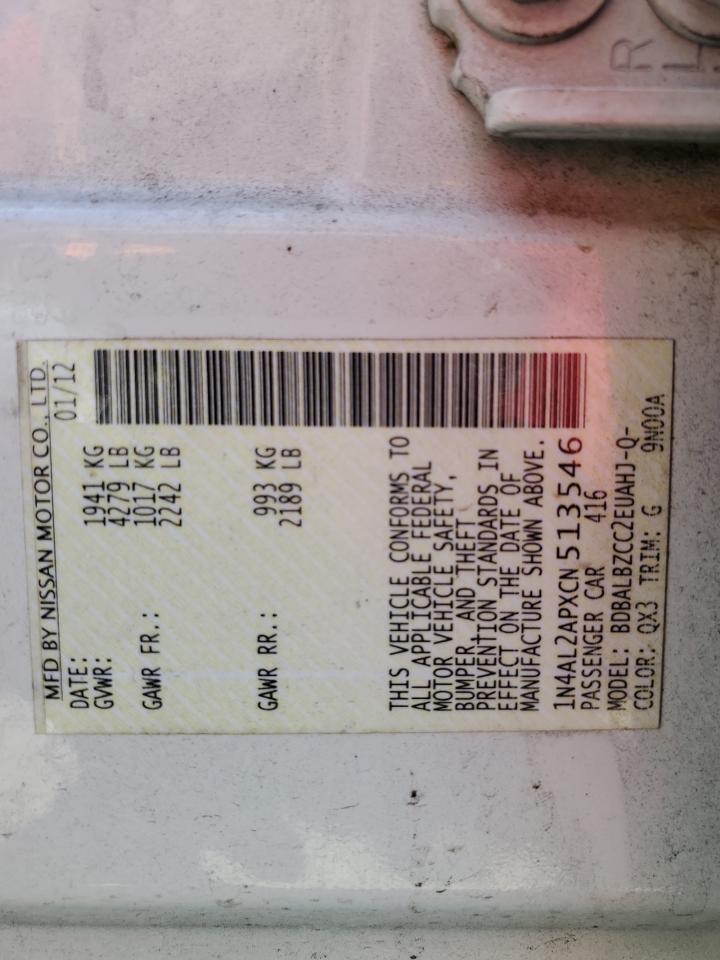 MFD BY NISSAN MOTOR CO., LTD.
DATE: 01/12
GVWR: 1941 KG
4279 LB
GAWR FR.: 1017 KG
2242 LB
GAWR RR.: 993 KG
2189 LB
THIS VEHICLE CONFORMS TO
ALL APPLICABLE FEDERAL
MOTOR VEHICLE SAFETY,
BUMPER, AND THEFT
PREVENTION STANDARDS IN
EFFECT ON THE DATE OF
MANUFACTURE SHOWN ABOVE.
1N4AL2APXCN513546
PASSENGER CAR 416
MODEL: BDBALBZCC2EUAHJ-Q-
COLOR: QX3 TRIM: G 9N00A
R
L